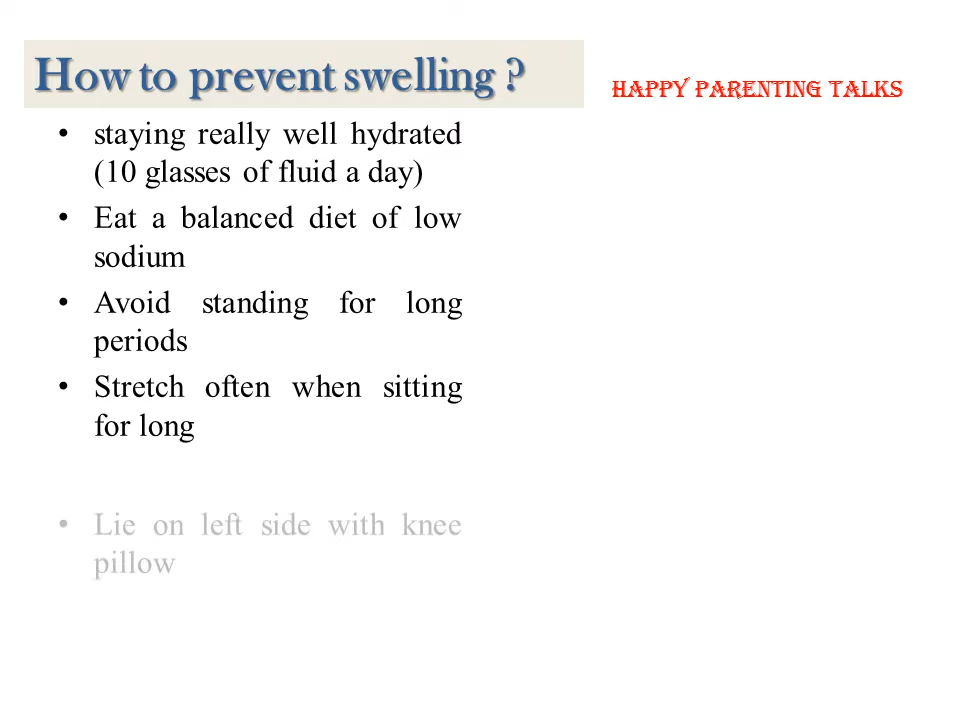 How to prevent swelling ?
HAPPY PARENTING TALKS
• staying really well hydrated
(10 glasses of fluid a day)
• Eat a balanced diet of low
sodium
• Avoid standing for long
periods
• Stretch often when sitting
for long
• Lie on left side with knee
pillow